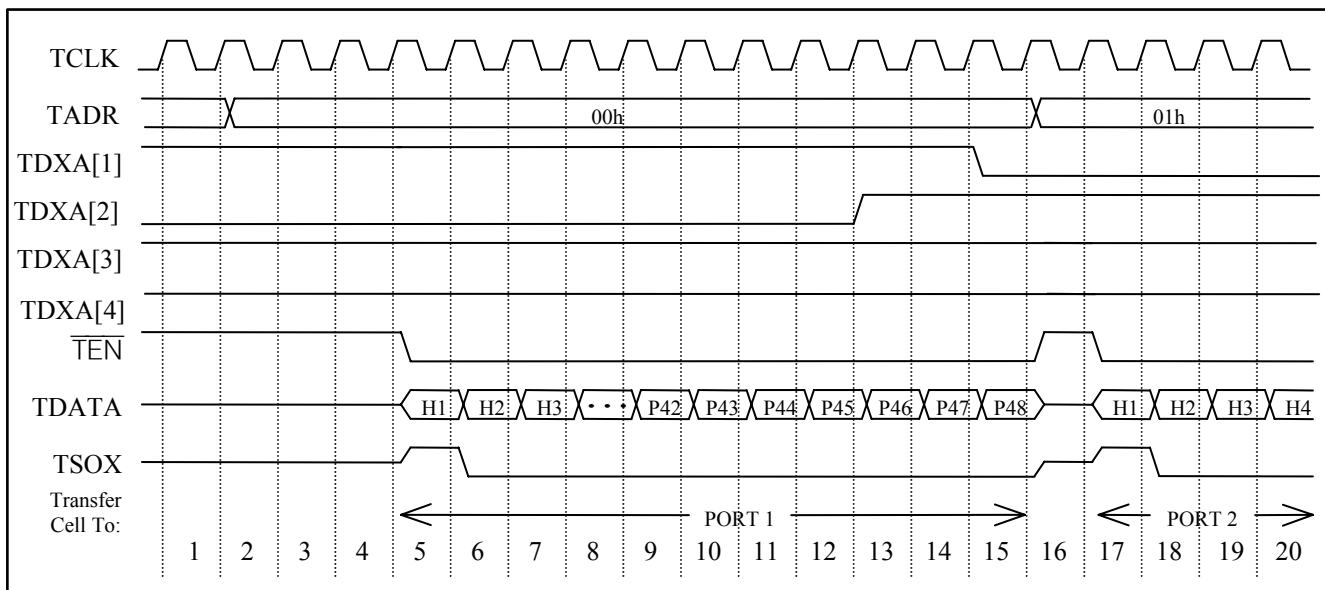 TCLK
TADR 00h 01h
TDXA[1]
TDXA[2]
TDXA[3]
TDXA[4]
TEN
TDATA H1 H2 H3 ... P42 P43 P44 P45 P46 P47 P48 H1 H2 H3 H4
TSOX
Transfer
Cell To: PORT 1 PORT 2
1 2 3 4 5 6 7 8 9 10 11 12 13 14 15 16 17 18 19 20